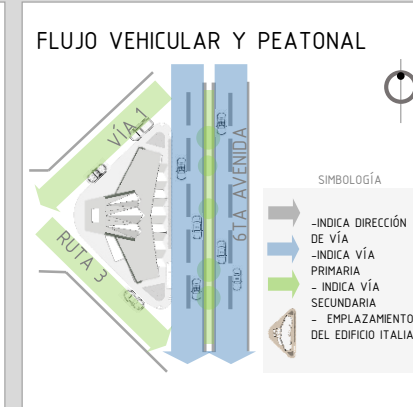 FLUJO VEHICULAR Y PEATONAL
VÍA 1
6TA AVENIDA
RUTA 3
SIMBOLOGÍA
-INDICA DIRECCIÓN
DE VÍA
-INDICA VÍA
PRIMARIA
- INDICA VÍA
SECUNDARIA
- EMPLAZAMIENTO
DEL EDIFICIO ITALIA